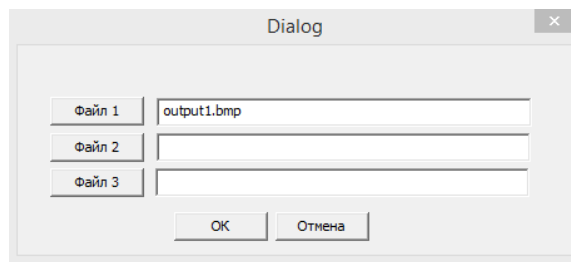 Dialog
Файл 1 output1.bmp
Файл 2
Файл 3
OK Отмена